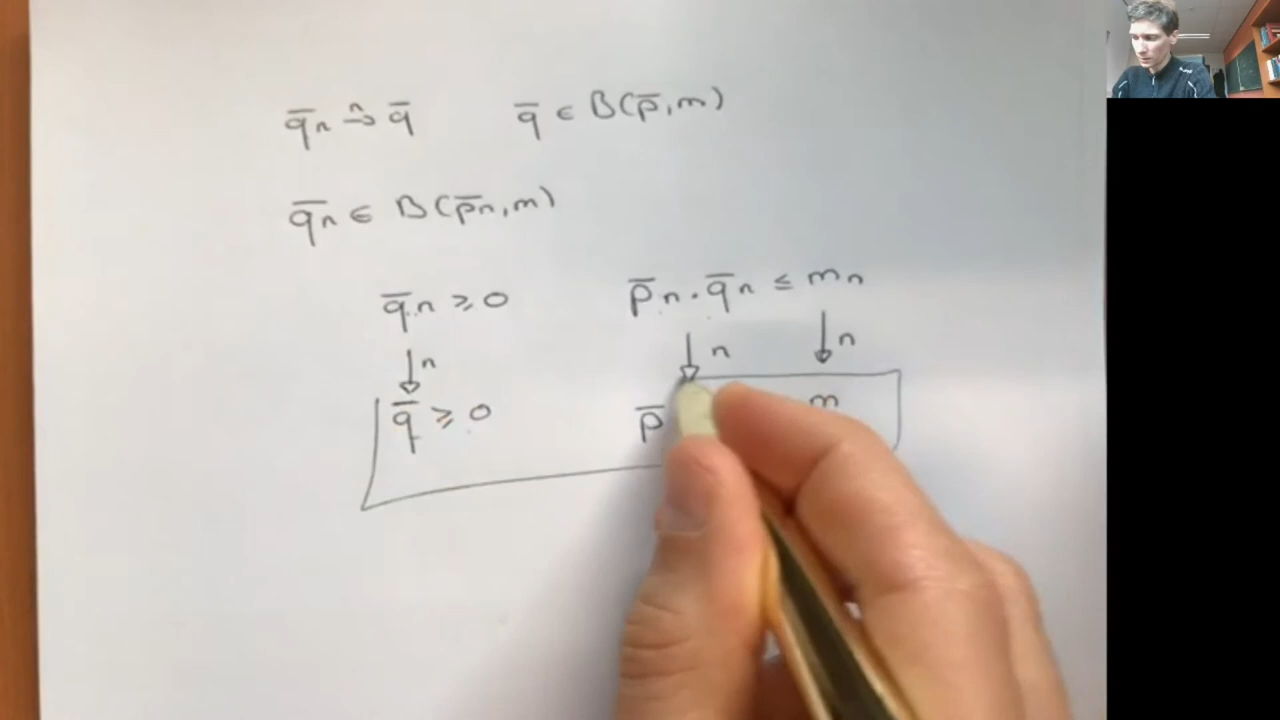 q̄n →ⁿ q̄   q̄ ∈ B(p̄,m)
q̄n ∈ B(p̄n,m)
q̄n ≥ 0   p̄n·q̄n ≤ mn
↓n   ↓n   ↓n
q̄ ≥ 0   p̄   m